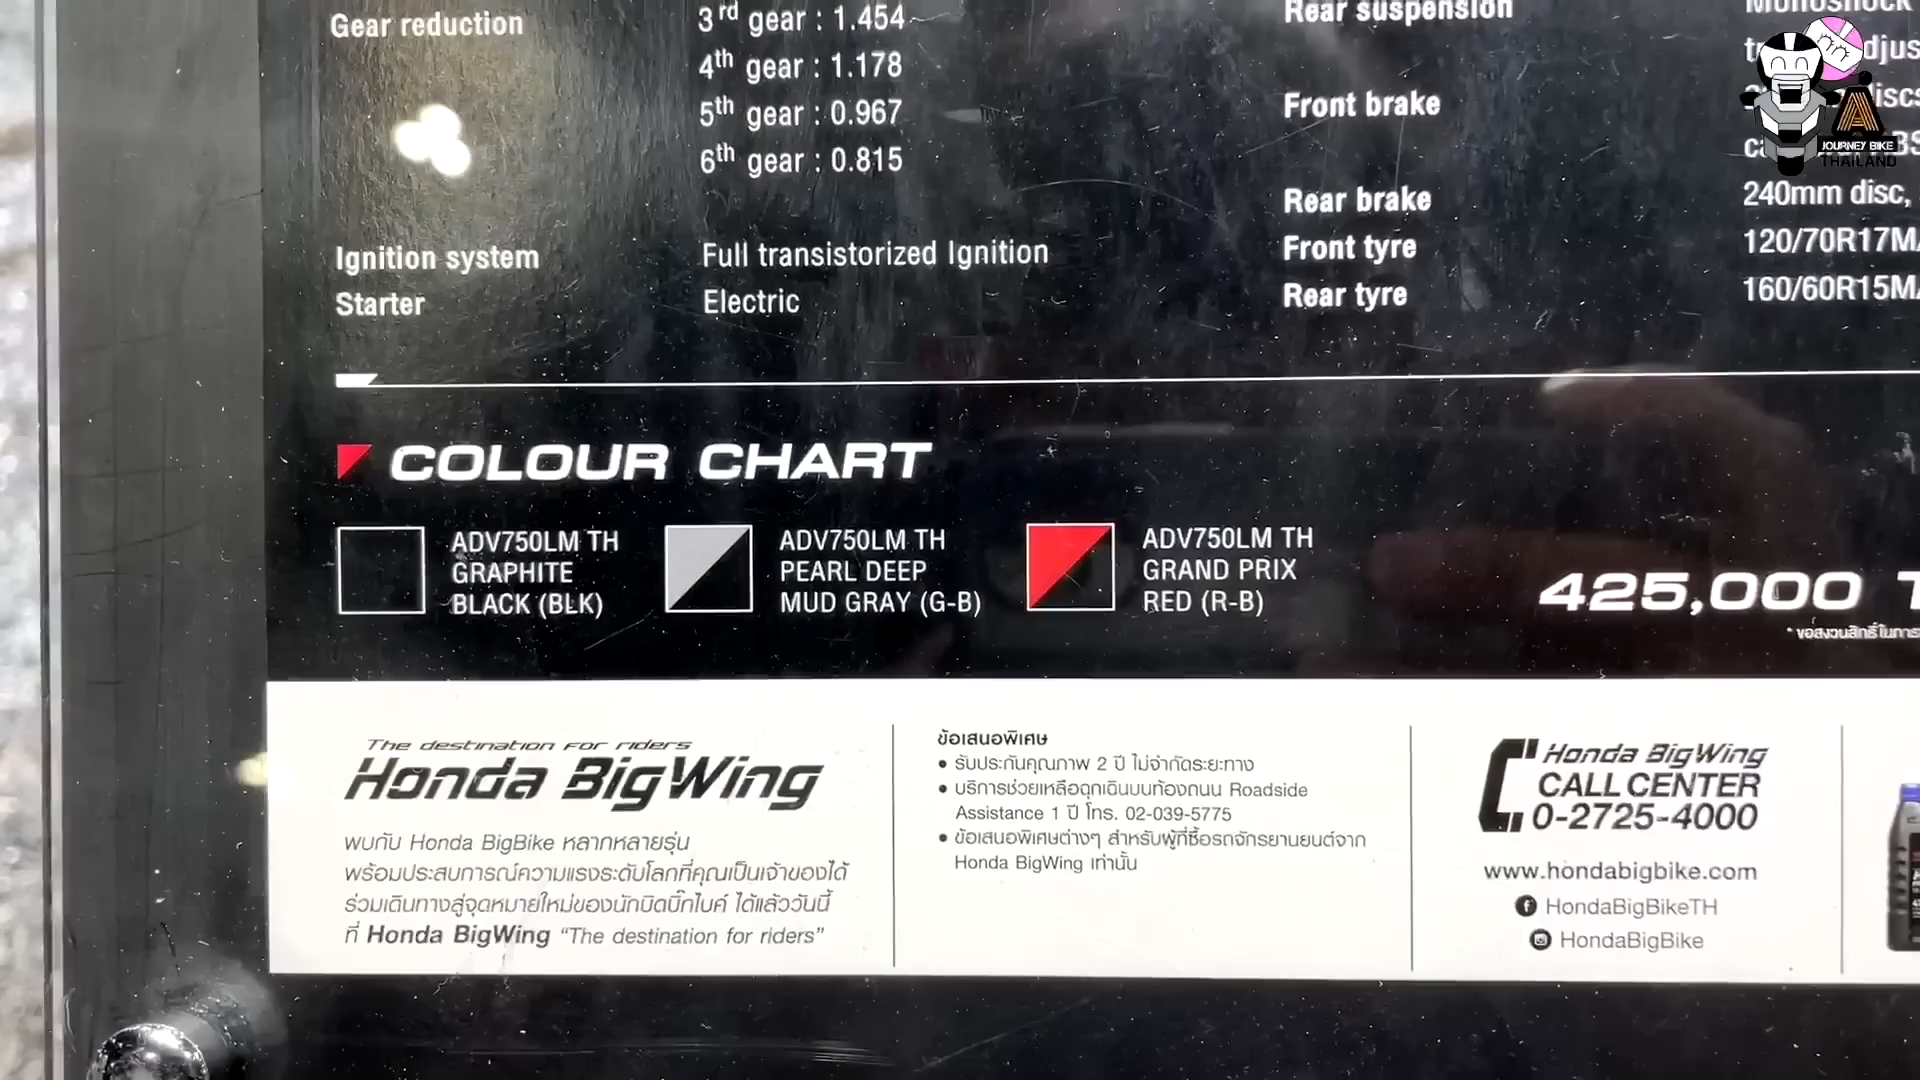 Gear reduction
3rd gear : 1.454
4th gear : 1.178
5th gear : 0.967
6th gear : 0.815
Ignition system
Full transistorized Ignition
Starter
Electric
Rear suspension
Front brake
Rear brake
240mm disc,
Front tyre
120/70R17M/
Rear tyre
160/60R15M/
JOURNEY BIKE
THAILAND
COLOUR CHART
ADV750LM TH
GRAPHITE
BLACK (BLK)
ADV750LM TH
PEARL DEEP
MUD GRAY (G-B)
ADV750LM TH
GRAND PRIX
RED (R-B)
425,000
* ขอสงวนสิทธิ์ในการ
The destination for riders
Honda BigWing
พบกับ Honda BigBike หลากหลายรุ่น
พร้อมประสบการณ์ความแรงระดับโลกที่คุณเป็นเจ้าของได้
ร่วมเดินทางสู่จุดหมายใหม่ของนักบิดบิ๊กไบค์ ได้แล้ววันนี้
ที่ Honda BigWing “The destination for riders”
ข้อเสนอพิเศษ
• รับประกันคุณภาพ 2 ปี ไม่จำกัดระยะทาง
• บริการช่วยเหลือฉุกเฉินบนท้องถนน Roadside
Assistance 1 ปี โทร. 02-039-5775
• ข้อเสนอพิเศษต่างๆ สำหรับผู้ที่ซื้อรถจักรยานยนต์จาก
Honda BigWing เท่านั้น
Honda BigWing
CALL CENTER
0-2725-4000
www.hondabigbike.com
HondaBigBikeTH
HondaBigBike